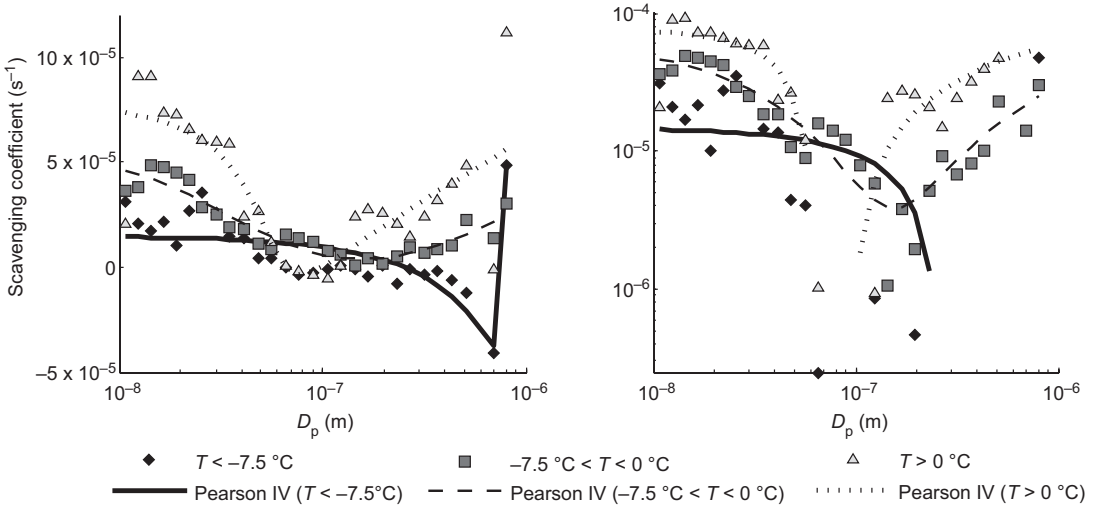 Scavenging coefficient (s⁻¹)
10 x 10⁻⁵
5 x 10⁻⁵
0
–5 x 10⁻⁵
10⁻⁸
10⁻⁷
10⁻⁶
Dₚ (m)
10⁻⁴
10⁻⁵
10⁻⁶
10⁻⁸
10⁻⁷
10⁻⁶
Dₚ (m)
T < –7.5 °C
–7.5 °C < T < 0 °C
T > 0 °C
Pearson IV (T < –7.5°C)
Pearson IV (–7.5 °C < T < 0 °C)
Pearson IV (T > 0 °C)